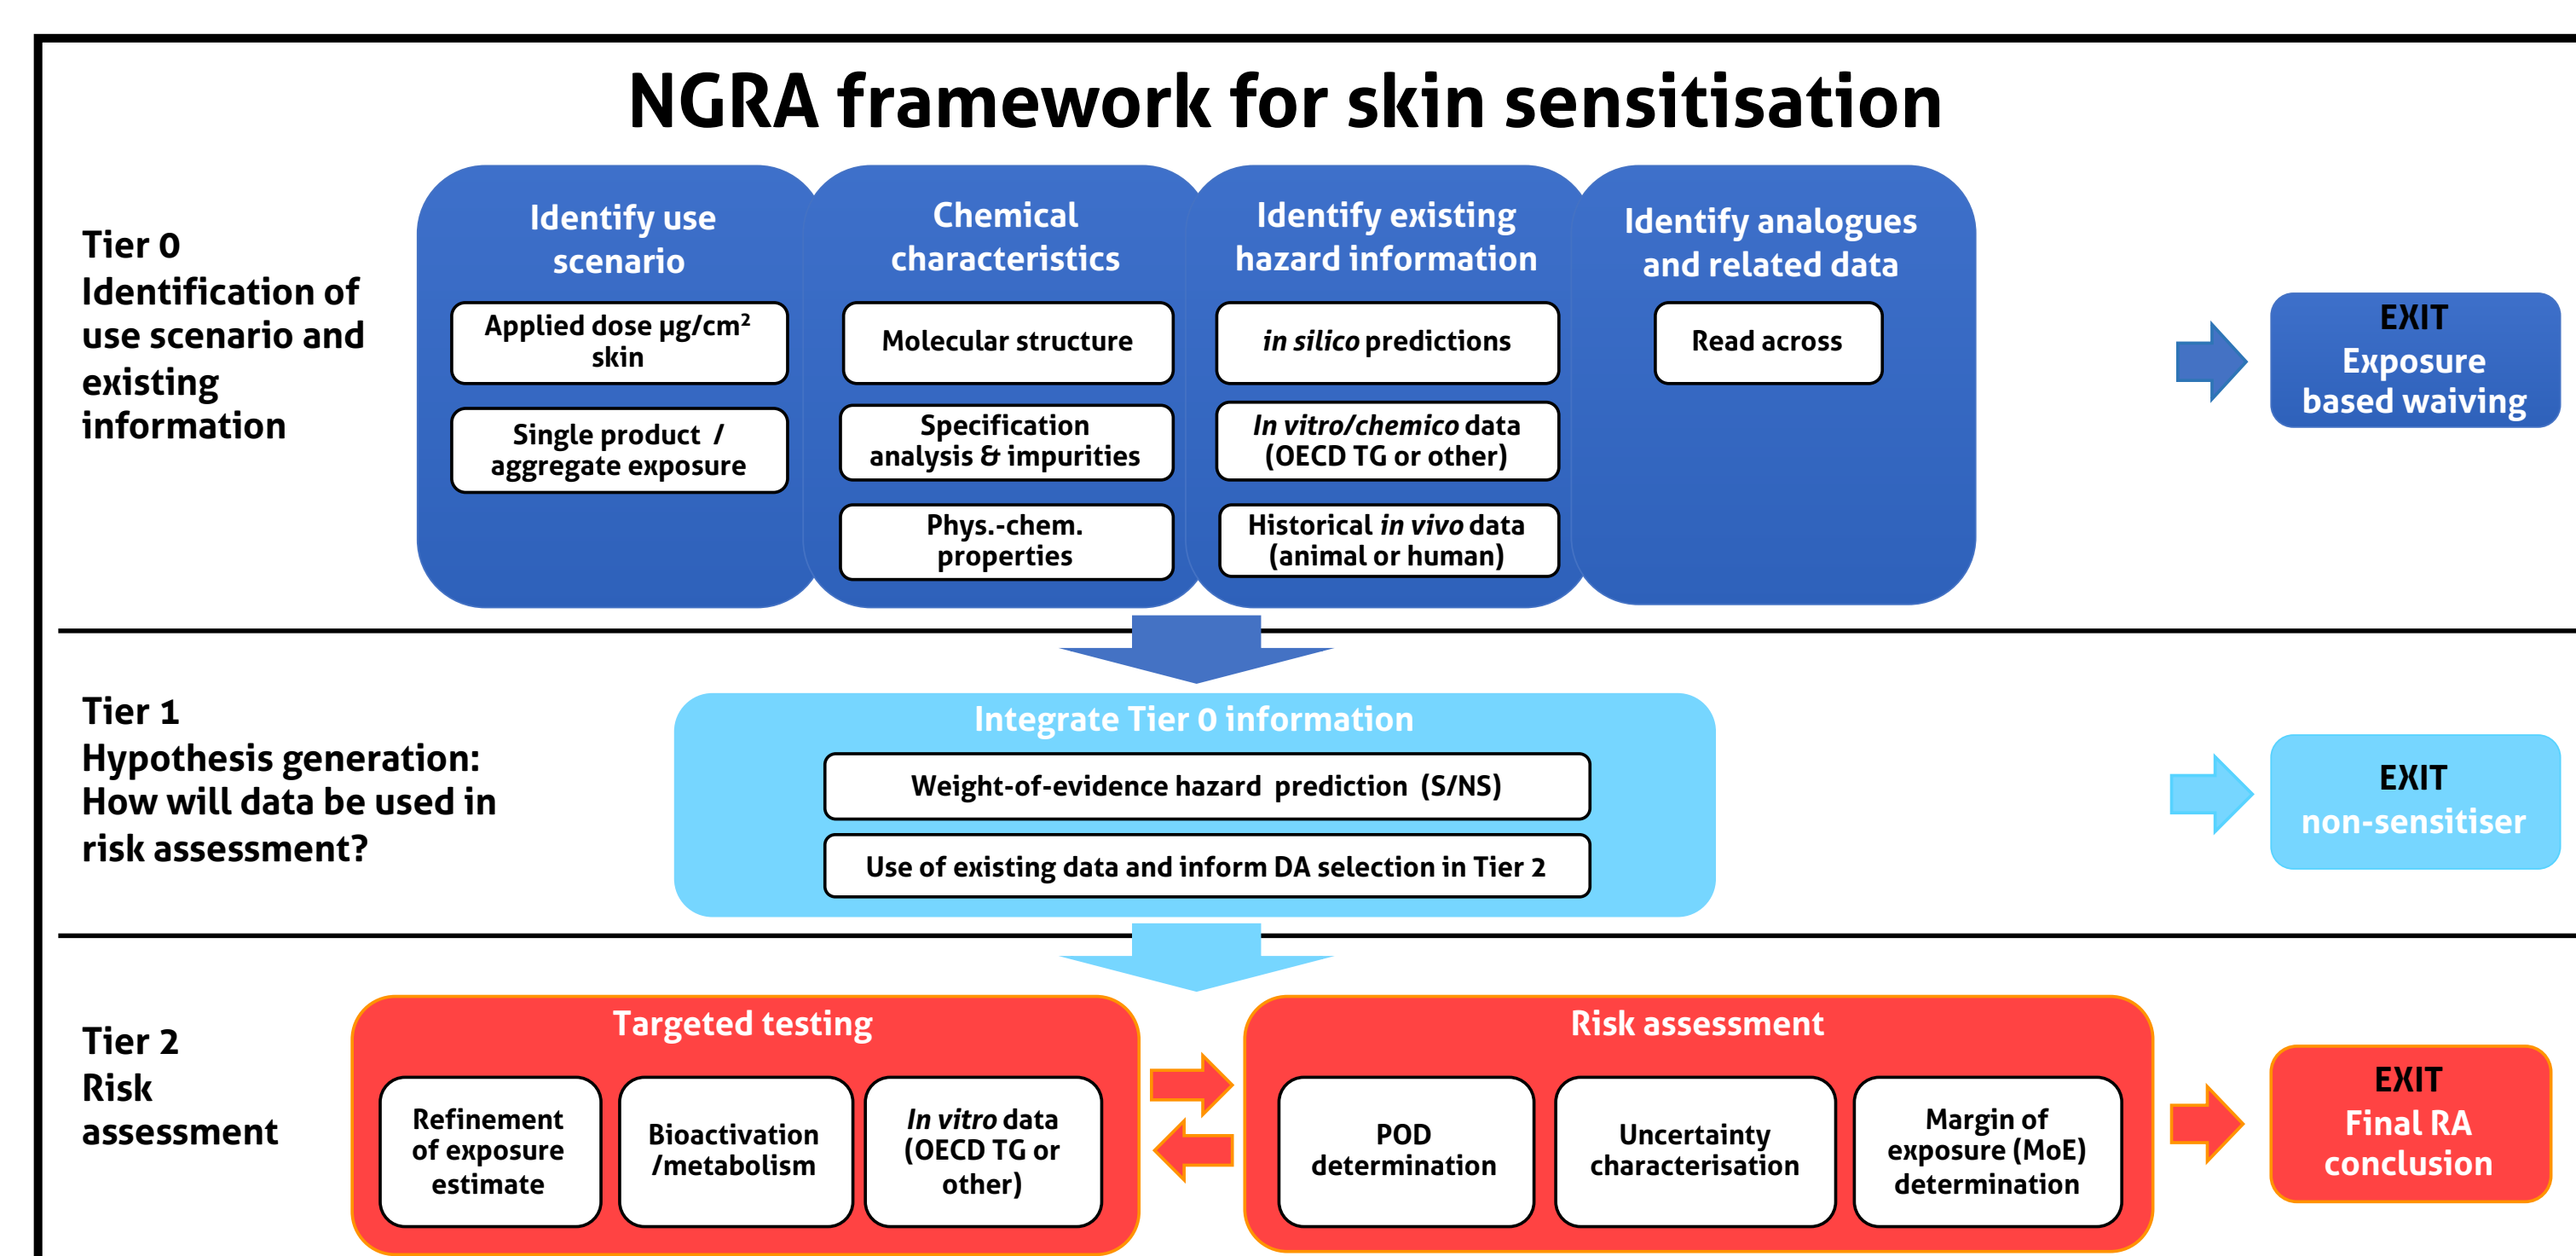 NGRA framework for skin sensitisation
Tier 0
Identification of
use scenario and
existing
information
Identify use
scenario
Applied dose µg/cm²
skin
Single product /
aggregate exposure
Chemical
characteristics
Molecular structure
Specification
analysis & impurities
Phys.-chem.
properties
Identify existing
hazard information
in silico predictions
In vitro/chemico data
(OECD TG or other)
Historical in vivo data
(animal or human)
Identify analogues
and related data
Read across
EXIT
Exposure
based waiving
Tier 1
Hypothesis generation:
How will data be used in
risk assessment?
Integrate Tier 0 information
Weight-of-evidence hazard prediction (S/NS)
Use of existing data and inform DA selection in Tier 2
EXIT
non-sensitiser
Tier 2
Risk
assessment
Targeted testing
Refinement
of exposure
estimate
Bioactivation
/metabolism
In vitro data
(OECD TG or
other)
Risk assessment
POD
determination
Uncertainty
characterisation
Margin of
exposure (MoE)
determination
EXIT
Final RA
conclusion